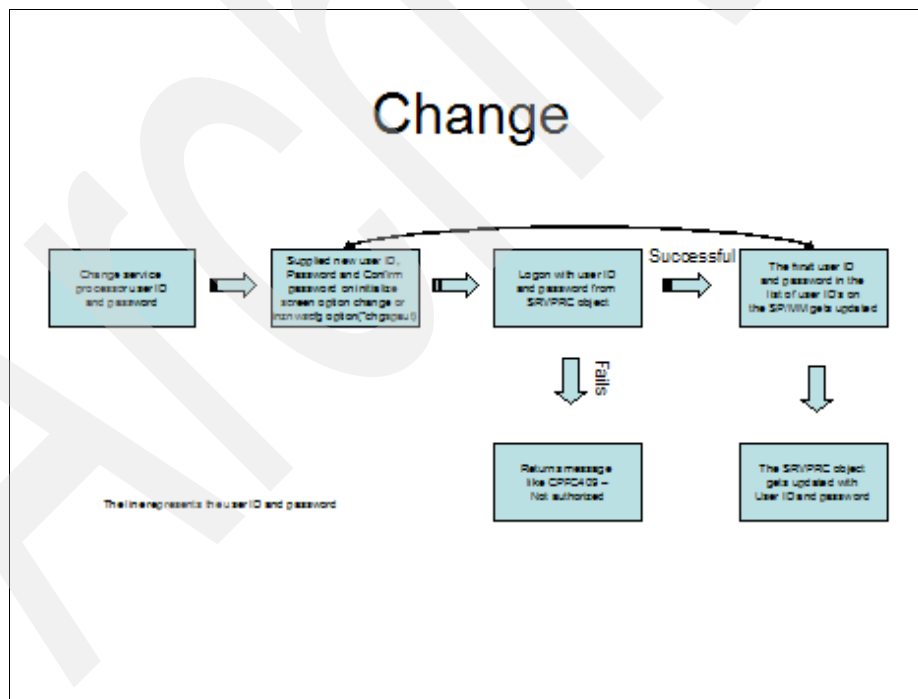 Change
Change service
processor user ID
and password
Supplied new user ID,
Password and Confirm
password on initialize
screen option change or
Logon with user ID
and password from
SRVPRC object
Successful
The first user ID
and password in the
list of user IDs on
the SP/MM gets updated
Fails
Returns message
like CPFC409 –
Not authorized
The SRVPRC object
gets updated with
User ID and password
The line represents the user ID and password